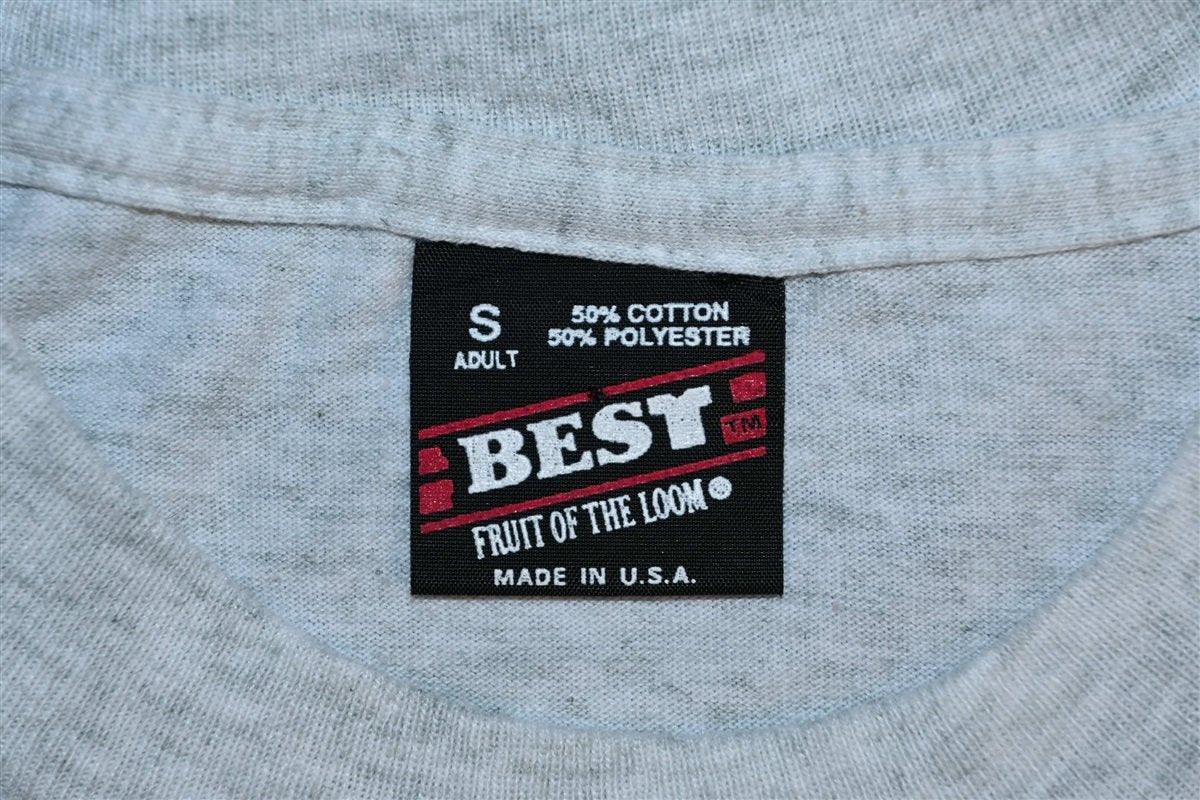 S
ADULT
50% COTTON
50% POLYESTER
BEST
TM
FRUIT OF THE LOOM®
MADE IN U.S.A.